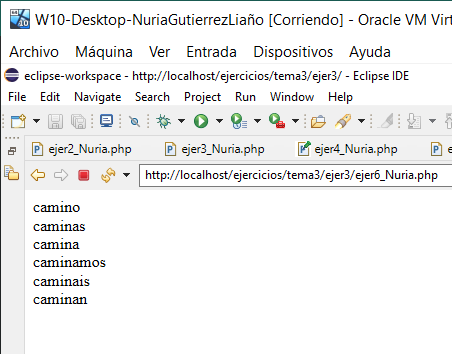 W10-Desktop-NuriaGutierrezLiaño [Corriendo] - Oracle VM Virt
Archivo Máquina Ver Entrada Dispositivos Ayuda
eclipse-workspace - http://localhost/ejercicios/tema3/ejer3/ - Eclipse IDE
File Edit Navigate Search Project Run Window Help
ejer2_Nuria.php ejer3_Nuria.php ejer4_Nuria.php e
http://localhost/ejercicios/tema3/ejer3/ejer6_Nuria.php
camino
caminas
camina
caminamos
caminais
caminan